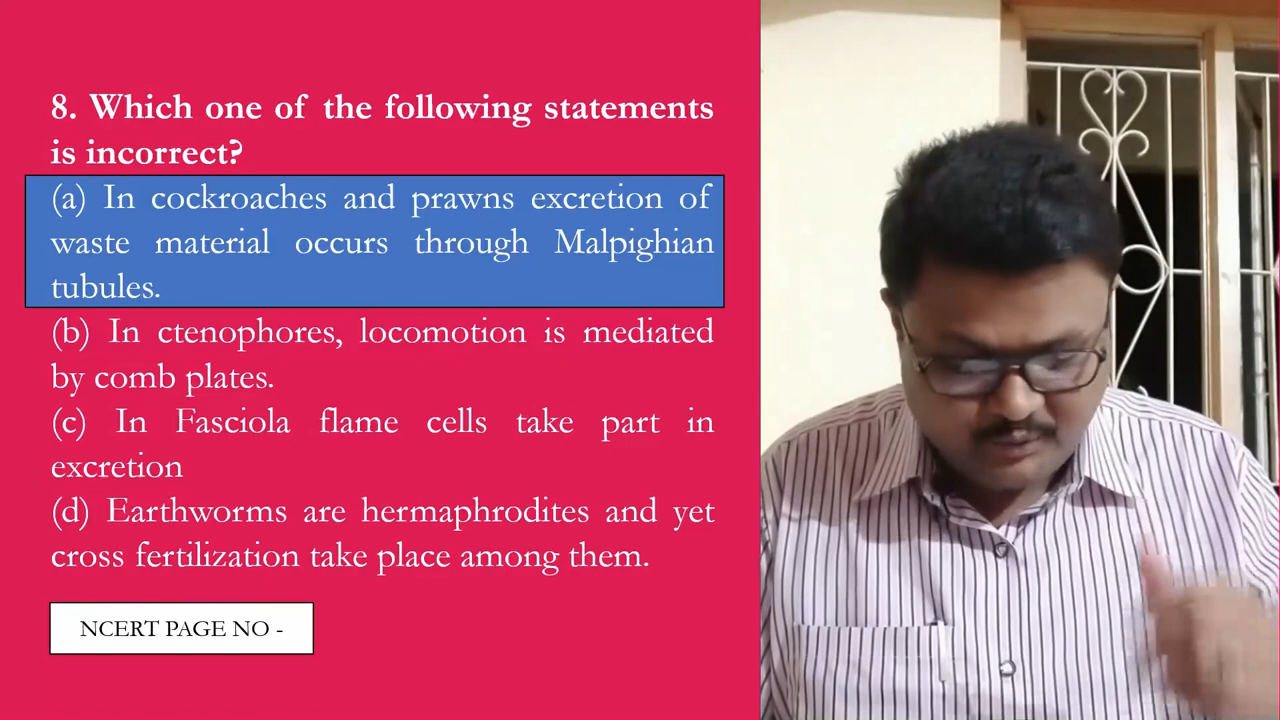 8. Which one of the following statements
is incorrect?
(a) In cockroaches and prawns excretion of
waste material occurs through Malpighian
tubules.
(b) In ctenophores, locomotion is mediated
by comb plates.
(c) In Fasciola flame cells take part in
excretion
(d) Earthworms are hermaphrodites and yet
cross fertilization take place among them.
NCERT PAGE NO -